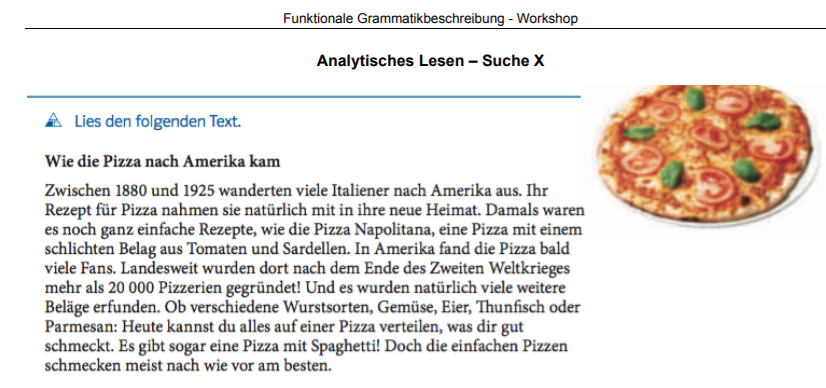 Funktionale Grammatikbeschreibung - Workshop
Analytisches Lesen – Suche X
Lies den folgenden Text.
Wie die Pizza nach Amerika kam
Zwischen 1880 und 1925 wanderten viele Italiener nach Amerika aus. Ihr
Rezept für Pizza nahmen sie natürlich mit in ihre neue Heimat. Damals waren
es noch ganz einfache Rezepte, wie die Pizza Napolitana, eine Pizza mit einem
schlichten Belag aus Tomaten und Sardellen. In Amerika fand die Pizza bald
viele Fans. Landesweit wurden dort nach dem Ende des Zweiten Weltkrieges
mehr als 20 000 Pizzerien gegründet! Und es wurden natürlich viele weitere
Beläge erfunden. Ob verschiedene Wurstsorten, Gemüse, Eier, Thunfisch oder
Parmesan: Heute kannst du alles auf einer Pizza verteilen, was dir gut
schmeckt. Es gibt sogar eine Pizza mit Spaghetti! Doch die einfachen Pizzen
schmecken meist nach wie vor am besten.